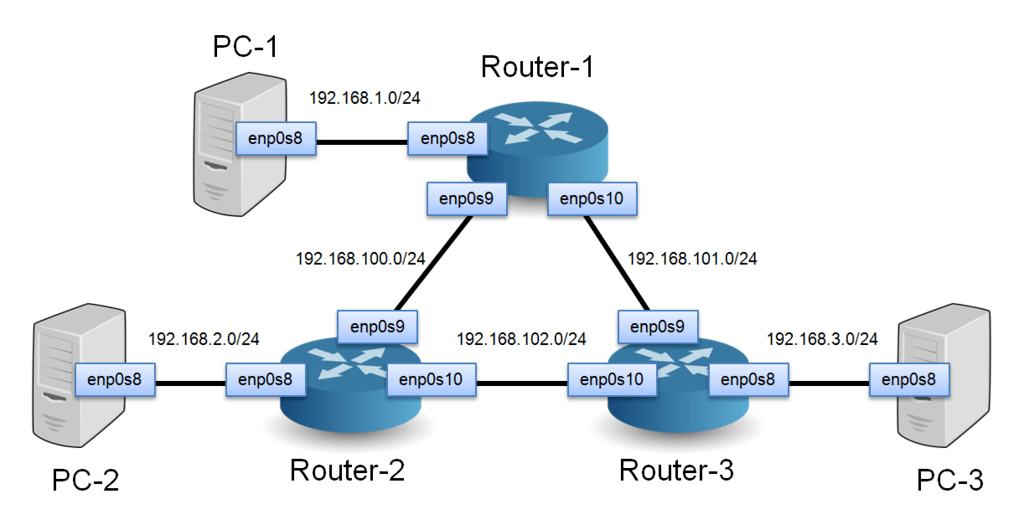 PC-1
Router-1
192.168.1.0/24
enp0s8
enp0s8
enp0s9
enp0s10
192.168.100.0/24
192.168.101.0/24
enp0s9
enp0s9
192.168.2.0/24
192.168.102.0/24
192.168.3.0/24
enp0s8
enp0s8
enp0s10
enp0s10
enp0s8
enp0s8
PC-2
Router-2
Router-3
PC-3